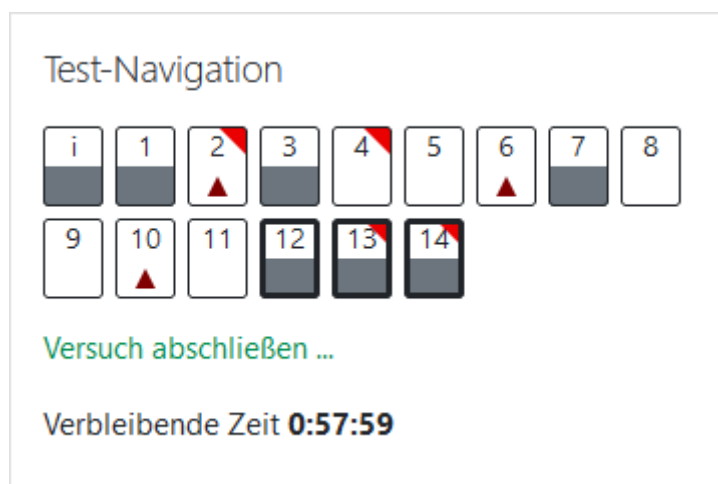 Test-Navigation
i 1 2 3 4 5 6 7 8
9 10 11 12 13 14
Versuch abschließen ...
Verbleibende Zeit 0:57:59